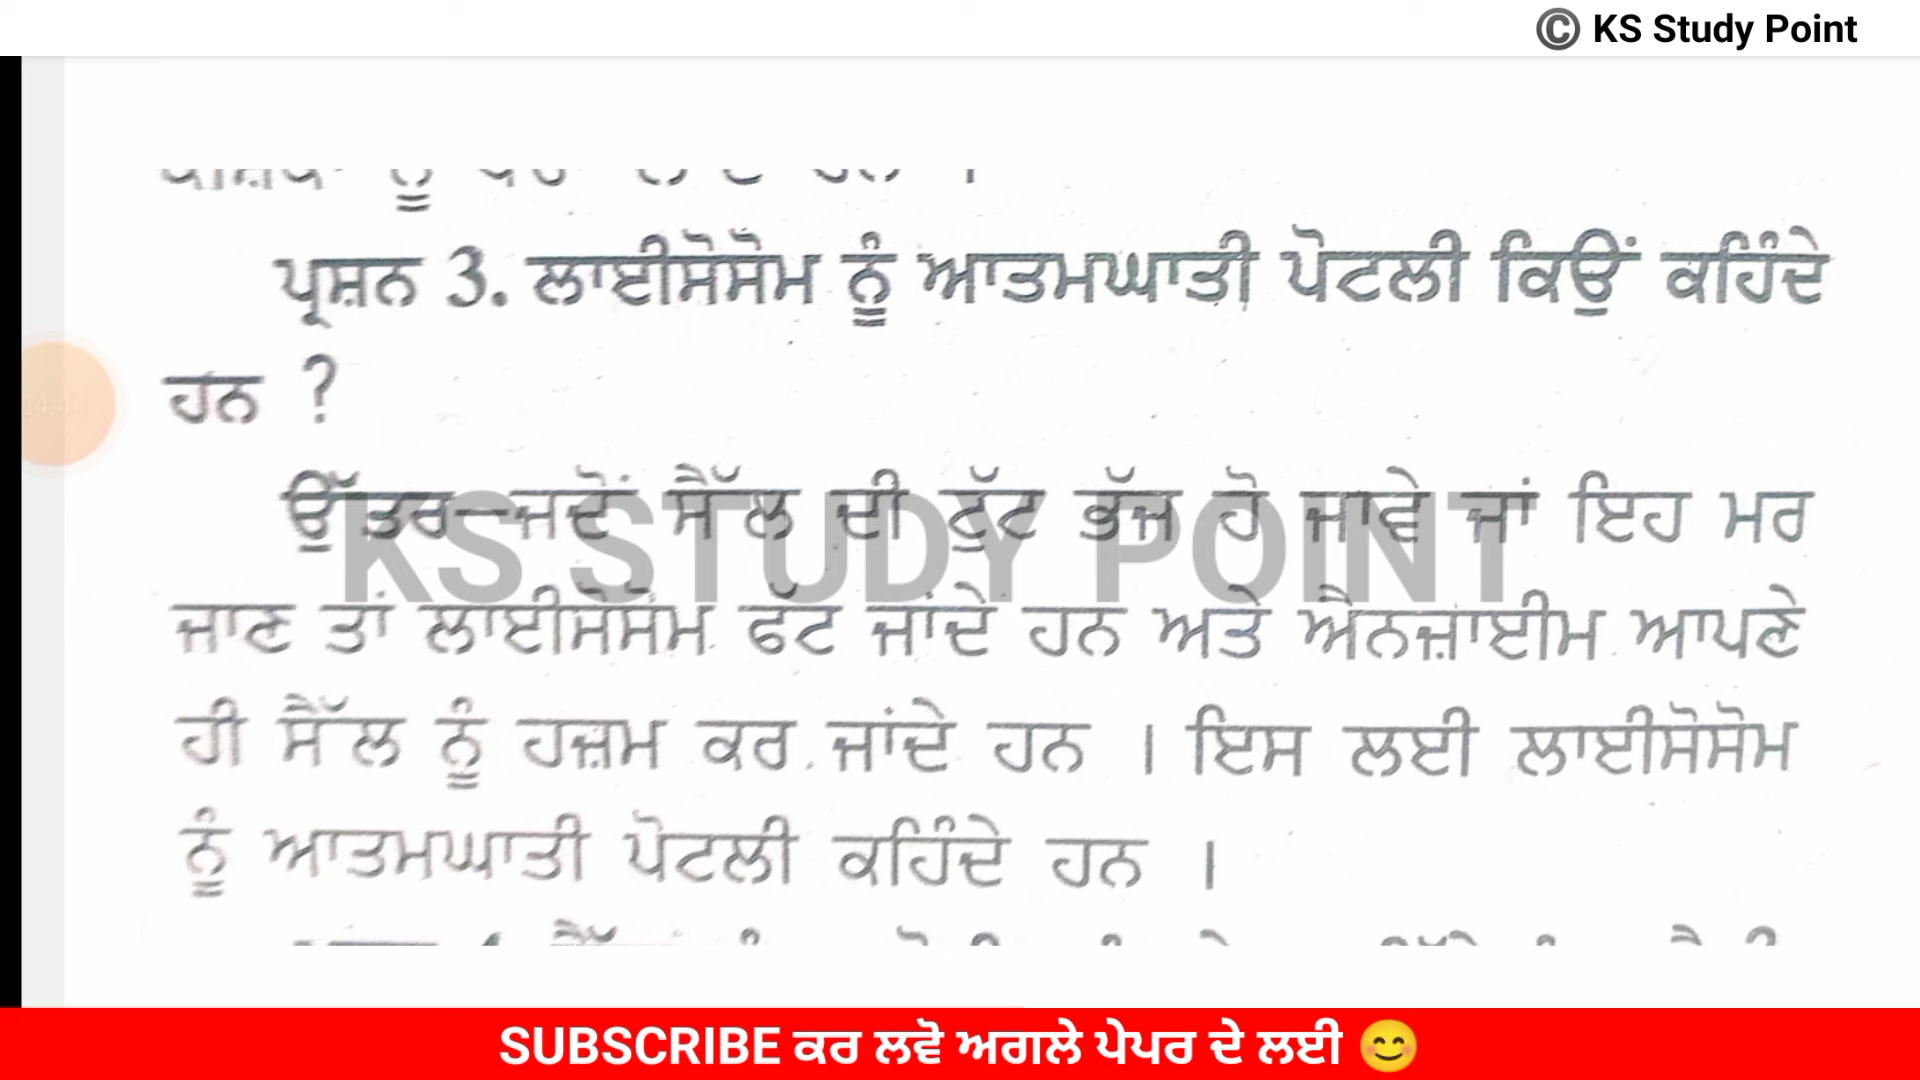 © KS Study Point
ਪ੍ਰਸ਼ਨ 3. ਲਾਈਸੋਸੋਮ ਨੂੰ ਆਤਮਘਾਤੀ ਪੋਟਲੀ ਕਿਉਂ ਕਹਿੰਦੇ
ਹਨ ?
ਉੱਤਰ–ਜਦੋਂ ਸੈੱਲ ਦੀ ਟੁੱਟ ਭੱਜ ਹੋ ਜਾਵੇ ਜਾਂ ਇਹ ਮਰ
KS STUDY POINT
ਜਾਣ ਤਾਂ ਲਾਈਸੋਸੋਮ ਫੱਟ ਜਾਂਦੇ ਹਨ ਅਤੇ ਐਨਜ਼ਾਈਮ ਆਪਣੇ
ਹੀ ਸੈੱਲ ਨੂੰ ਹਜ਼ਮ ਕਰ ਜਾਂਦੇ ਹਨ । ਇਸ ਲਈ ਲਾਈਸੋਸੋਮ
ਨੂੰ ਆਤਮਘਾਤੀ ਪੋਟਲੀ ਕਹਿੰਦੇ ਹਨ ।
SUBSCRIBE ਕਰ ਲਵੋ ਅਗਲੇ ਪੇਪਰ ਦੇ ਲਈ 😊